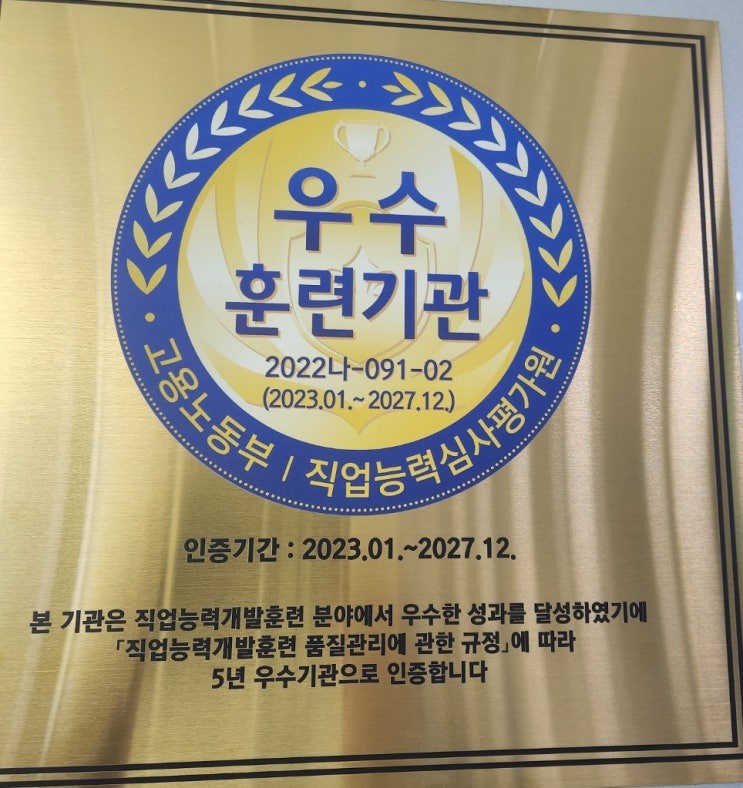 우수
훈련기관
2022나-091-02
(2023.01.~2027.12.)
고용노동부 | 직업능력심사평가원
인증기간 : 2023.01.~2027.12.
본 기관은 직업능력개발훈련 분야에서 우수한 성과를 달성하였기에
「직업능력개발훈련 품질관리에 관한 규정」에 따라
5년 우수기관으로 인증합니다